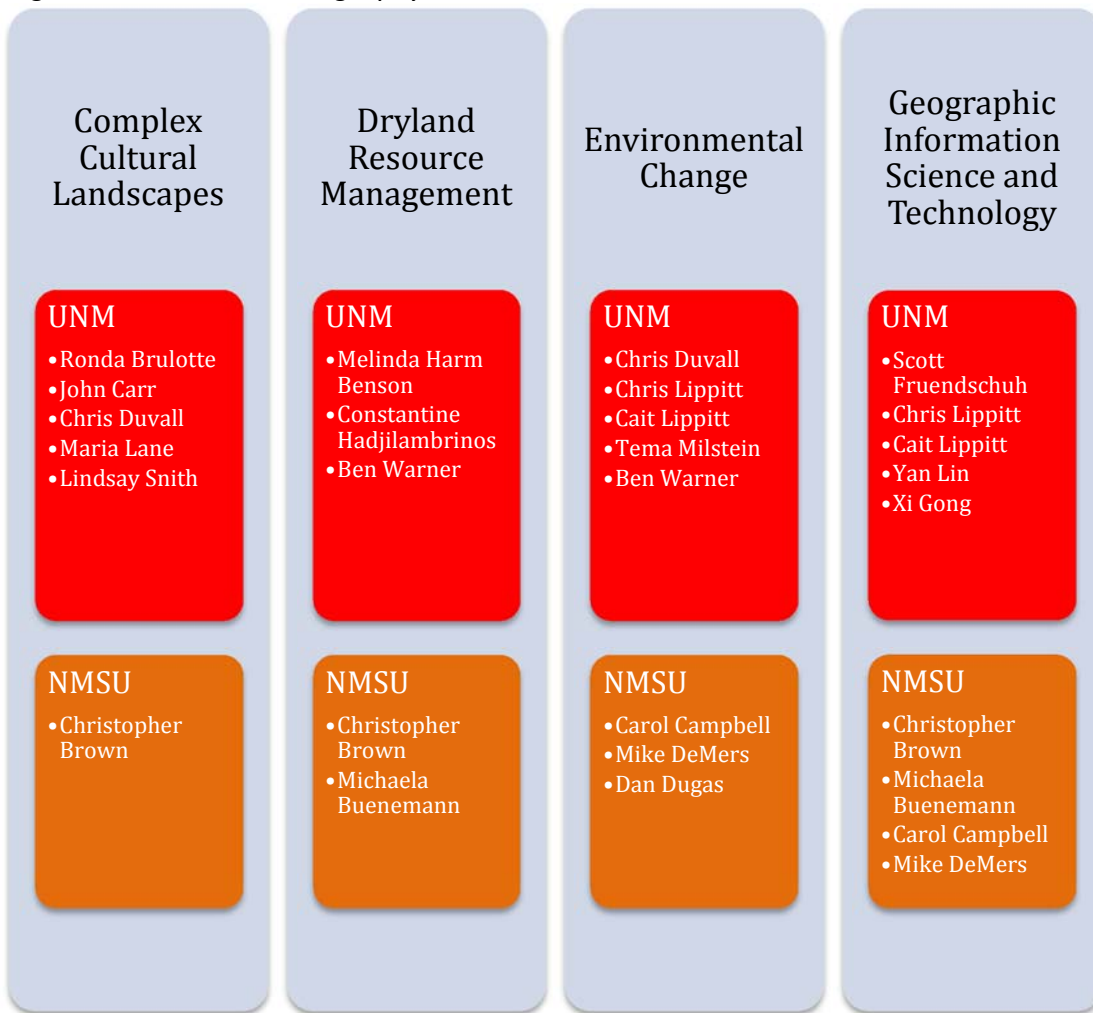 Complex
Cultural
Landscapes
UNM
•Ronda Brulotte
•John Carr
•Chris Duvall
•Maria Lane
•Lindsay Snith
NMSU
•Christopher
Brown
Dryland
Resource
Management
UNM
•Melinda Harm
Benson
•Constantine
Hadjilambrinos
•Ben Warner
NMSU
•Christopher
Brown
•Michaela
Buenemann
Environmental
Change
UNM
•Chris Duvall
•Chris Lippitt
•Cait Lippitt
•Tema Milstein
•Ben Warner
NMSU
•Carol Campbell
•Mike DeMers
•Dan Dugas
Geographic
Information
Science and
Technology
UNM
•Scott
Fruendschuh
•Chris Lippitt
•Cait Lippitt
•Yan Lin
•Xi Gong
NMSU
•Christopher
Brown
•Michaela
Buenemann
•Carol Campbell
•Mike DeMers